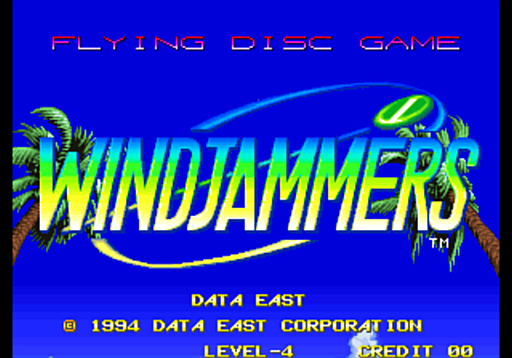 FLYING DISC GAME
WINDJAMMERS TM
DATA EAST
© 1994 DATA EAST CORPORATION
LEVEL-4 CREDIT 00